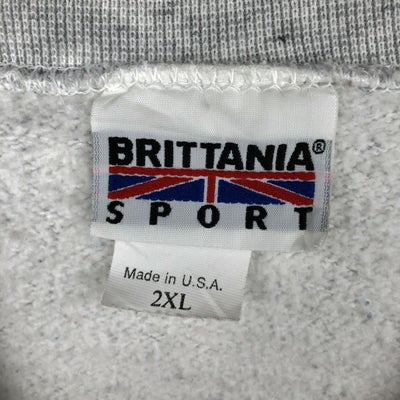 BRITTANIA®
SPORT
Made in U.S.A.
2XL